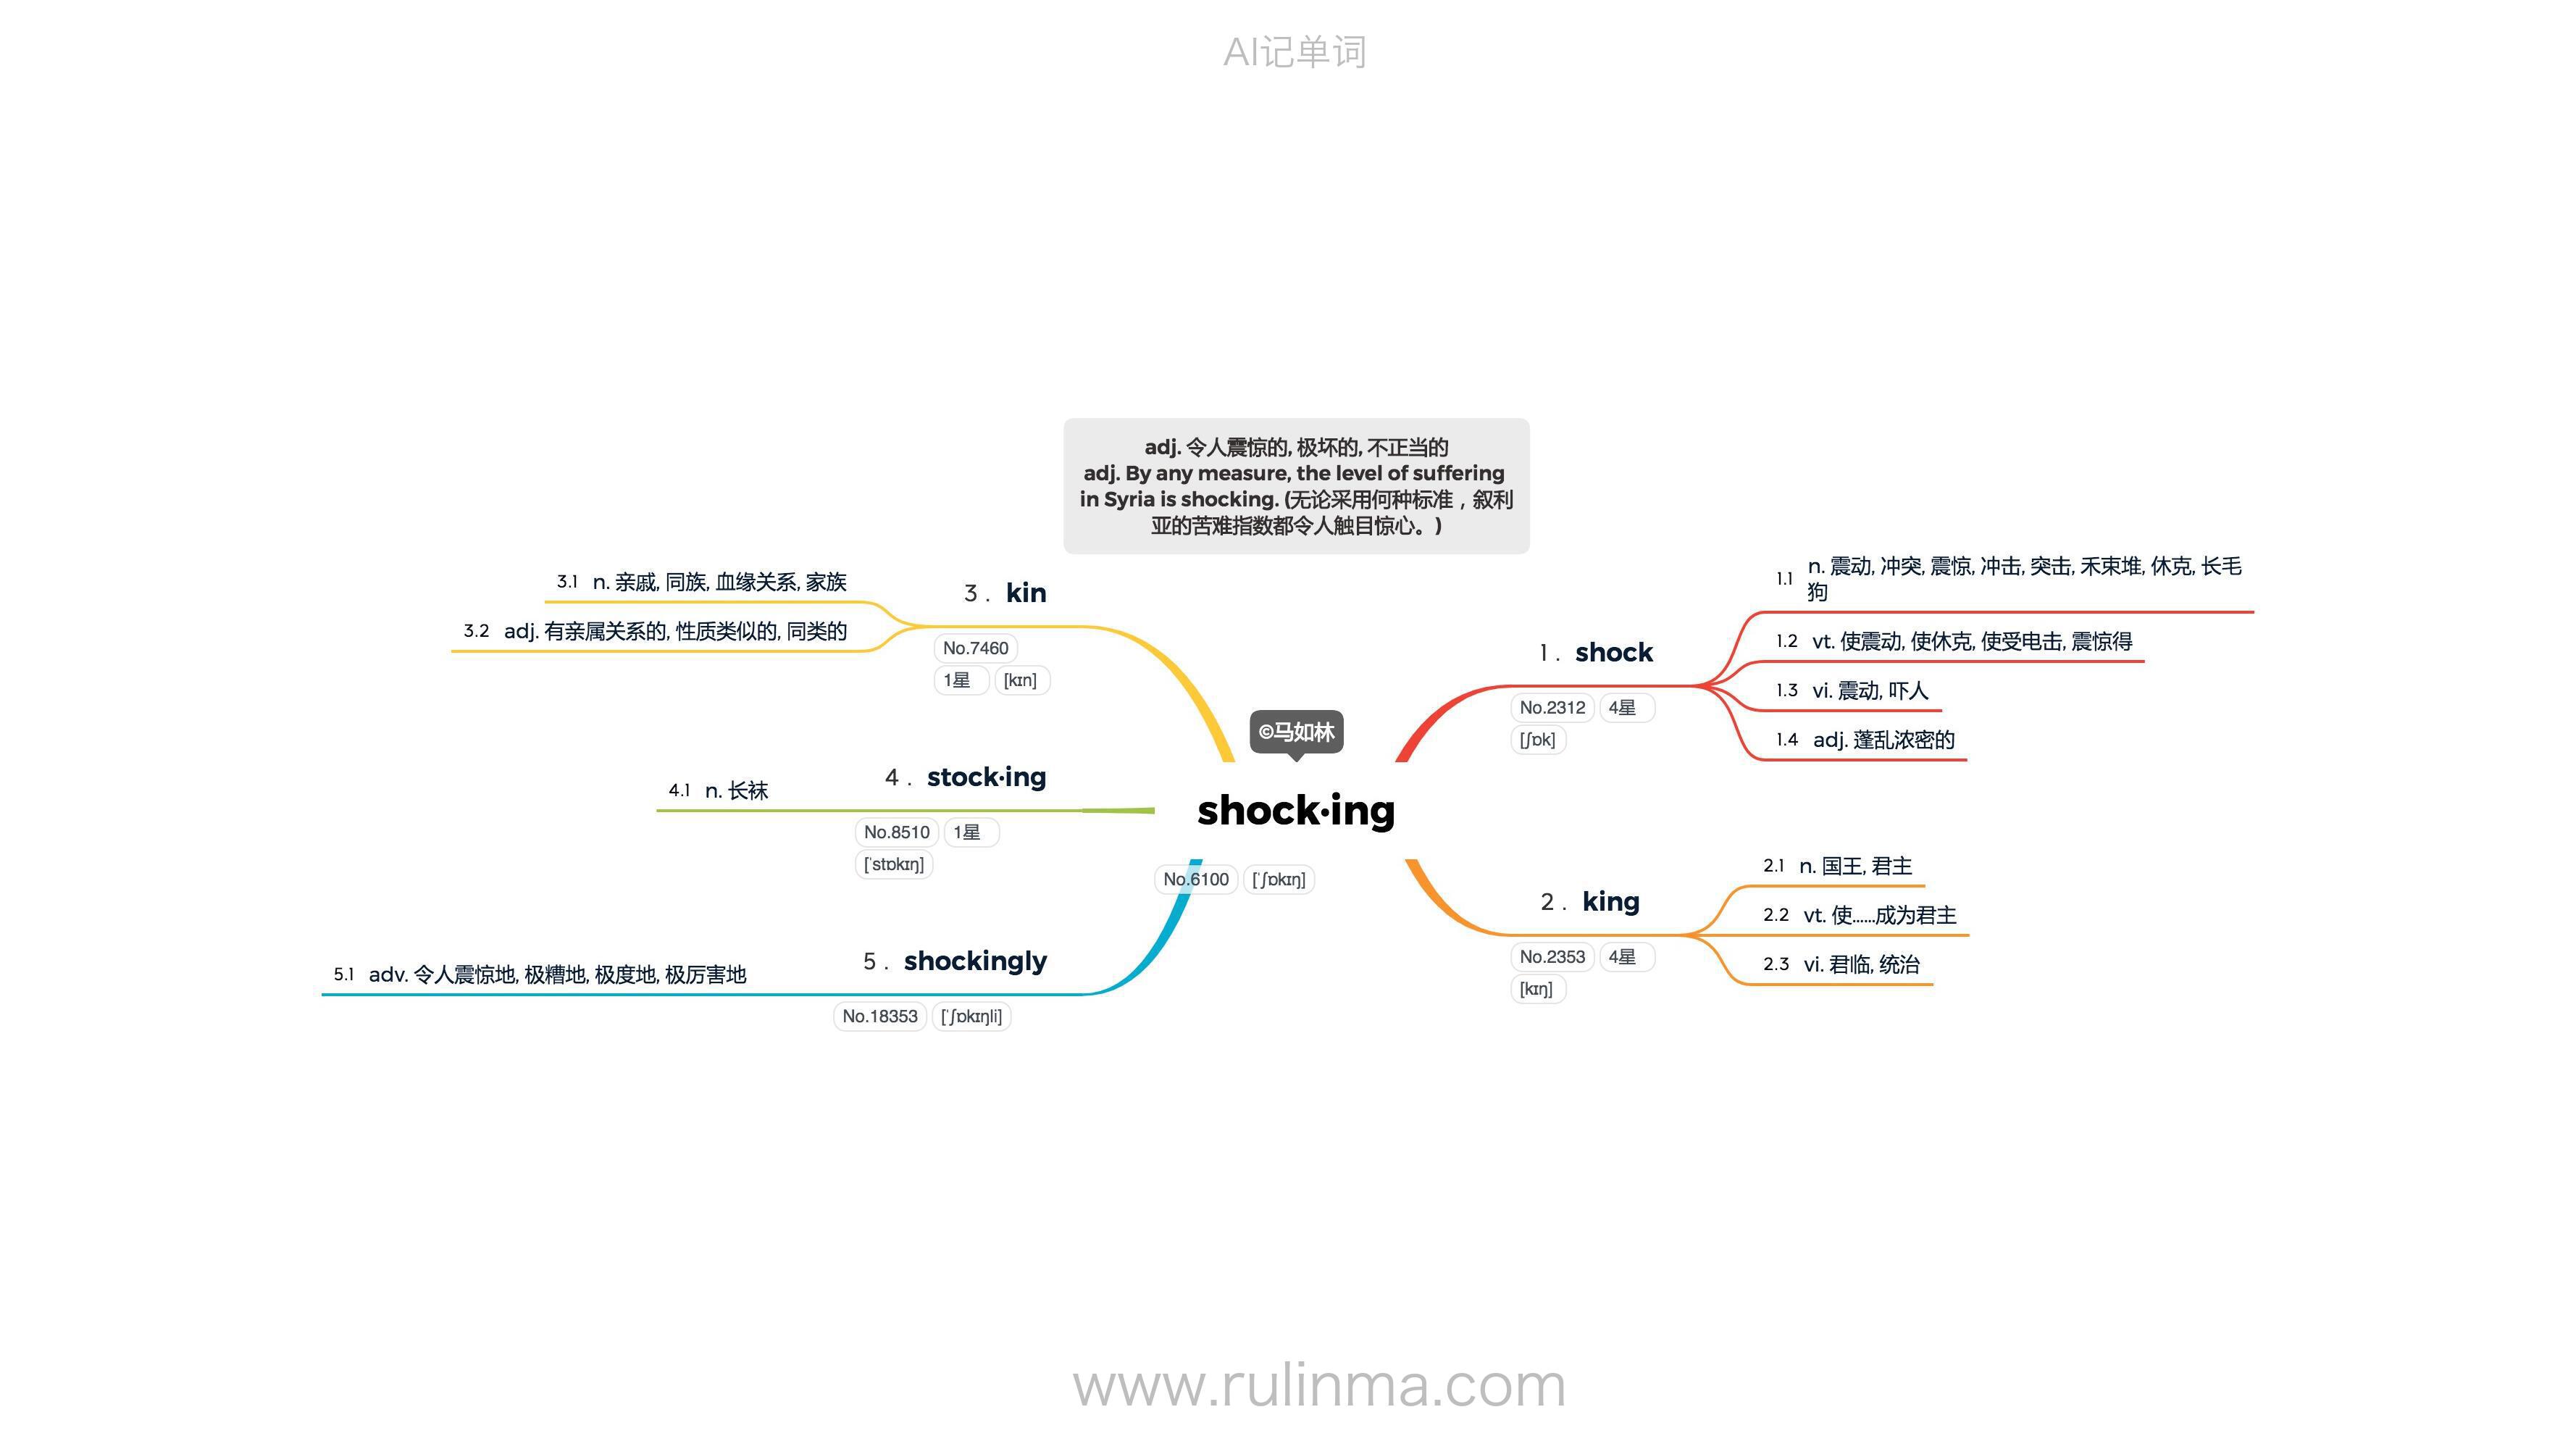 AI记单词
adj. 令人震惊的, 极坏的, 不正当的
adj. By any measure, the level of suffering
in Syria is shocking. (无论采用何种标准，叙利
亚的苦难指数都令人触目惊心。)
©马如林
shock·ing
No.6100 [ˈʃɒkɪŋ]
1. shock
No.2312 4星
[ʃɒk]
1.1 n. 震动, 冲突, 震惊, 冲击, 突击, 禾束堆, 休克, 长毛
狗
1.2 vt. 使震动, 使休克, 使受电击, 震惊得
1.3 vi. 震动, 吓人
1.4 adj. 蓬乱浓密的
2. king
No.2353 4星
[kɪŋ]
2.1 n. 国王, 君主
2.2 vt. 使......成为君主
2.3 vi. 君临, 统治
3. kin
No.7460
1星 [kɪn]
3.1 n. 亲戚, 同族, 血缘关系, 家族
3.2 adj. 有亲属关系的, 性质类似的, 同类的
4. stock·ing
No.8510 1星
[ˈstɒkɪŋ]
4.1 n. 长袜
5. shockingly
No.18353 [ˈʃɒkɪŋli]
5.1 adv. 令人震惊地, 极糟地, 极度地, 极厉害地
www.rulinma.com